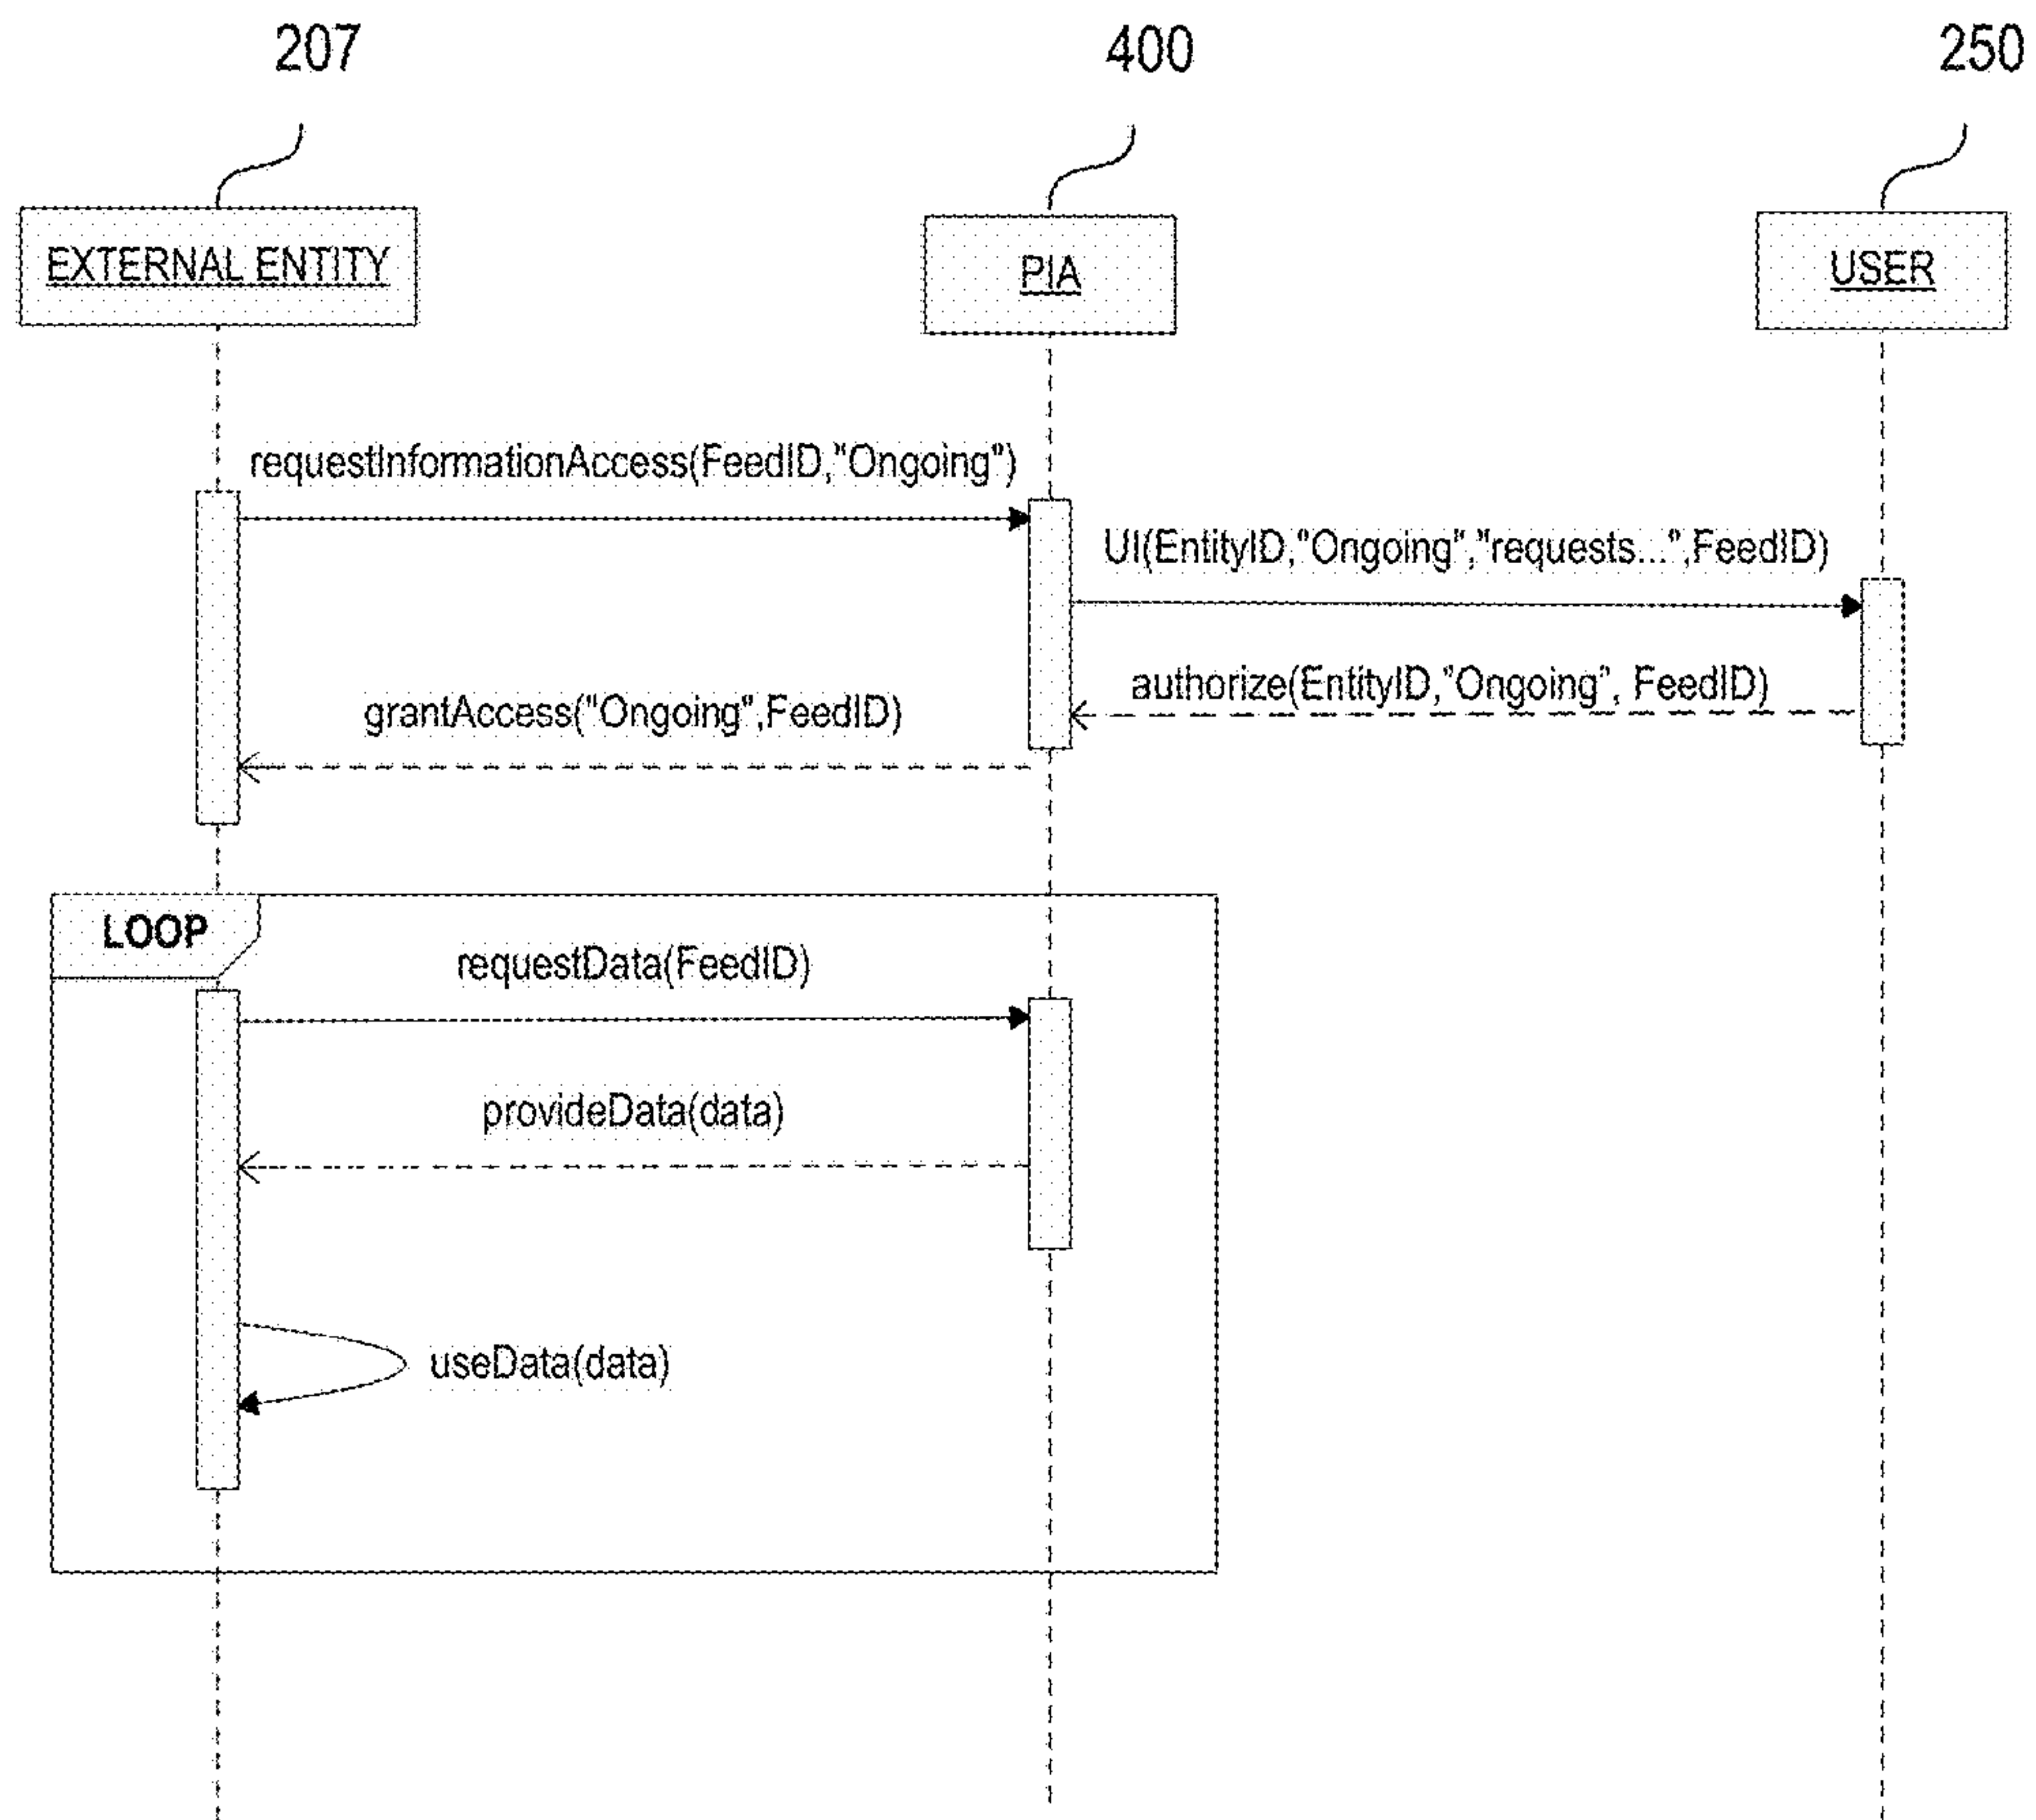 207
400
250
EXTERNAL ENTITY
PIA
USER
requestInformationAccess(FeedID,"Ongoing")
UI(EntityID,"Ongoing","requests...",FeedID)
authorize(EntityID,"Ongoing", FeedID)
grantAccess("Ongoing",FeedID)
LOOP
requestData(FeedID)
provideData(data)
useData(data)